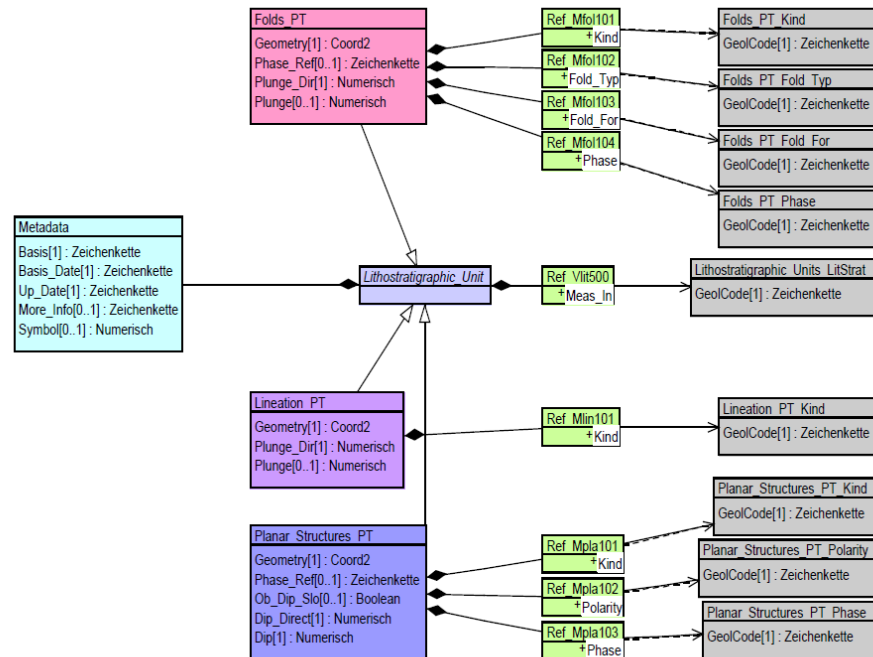 Folds_PT
Geometry[1] : Coord2
Phase_Ref[0..1] : Zeichenkette
Plunge_Dir[1] : Numerisch
Plunge[0..1] : Numerisch
Ref_Mfol101
+Kind
Ref_Mfol102
+Fold_Typ
Ref_Mfol103
+Fold_For
Ref_Mfol104
+Phase
Folds_PT_Kind
GeolCode[1] : Zeichenkette
Folds_PT_Fold_Typ
GeolCode[1] : Zeichenkette
Folds_PT_Fold_For
GeolCode[1] : Zeichenkette
Folds_PT_Phase
GeolCode[1] : Zeichenkette
Metadata
Basis[1] : Zeichenkette
Basis_Date[1] : Zeichenkette
Up_Date[1] : Zeichenkette
More_Info[0..1] : Zeichenkette
Symbol[0..1] : Numerisch
Lithostratigraphic_Unit
Ref_Vlit500
+Meas_In
Lithostratigraphic_Units_LitStrat
GeolCode[1] : Zeichenkette
Lineation_PT
Geometry[1] : Coord2
Plunge_Dir[1] : Numerisch
Plunge[0..1] : Numerisch
Ref_Mlin101
+Kind
Lineation_PT_Kind
GeolCode[1] : Zeichenkette
Planar_Structures_PT
Geometry[1] : Coord2
Phase_Ref[0..1] : Zeichenkette
Ob_Dip_Slo[0..1] : Boolean
Dip_Direct[1] : Numerisch
Dip[1] : Numerisch
Ref_Mpla101
+Kind
Ref_Mpla102
+Polarity
Ref_Mpla103
+Phase
Planar_Structures_PT_Kind
GeolCode[1] : Zeichenkette
Planar_Structures_PT_Polarity
GeolCode[1] : Zeichenkette
Planar_Structures_PT_Phase
GeolCode[1] : Zeichenkette